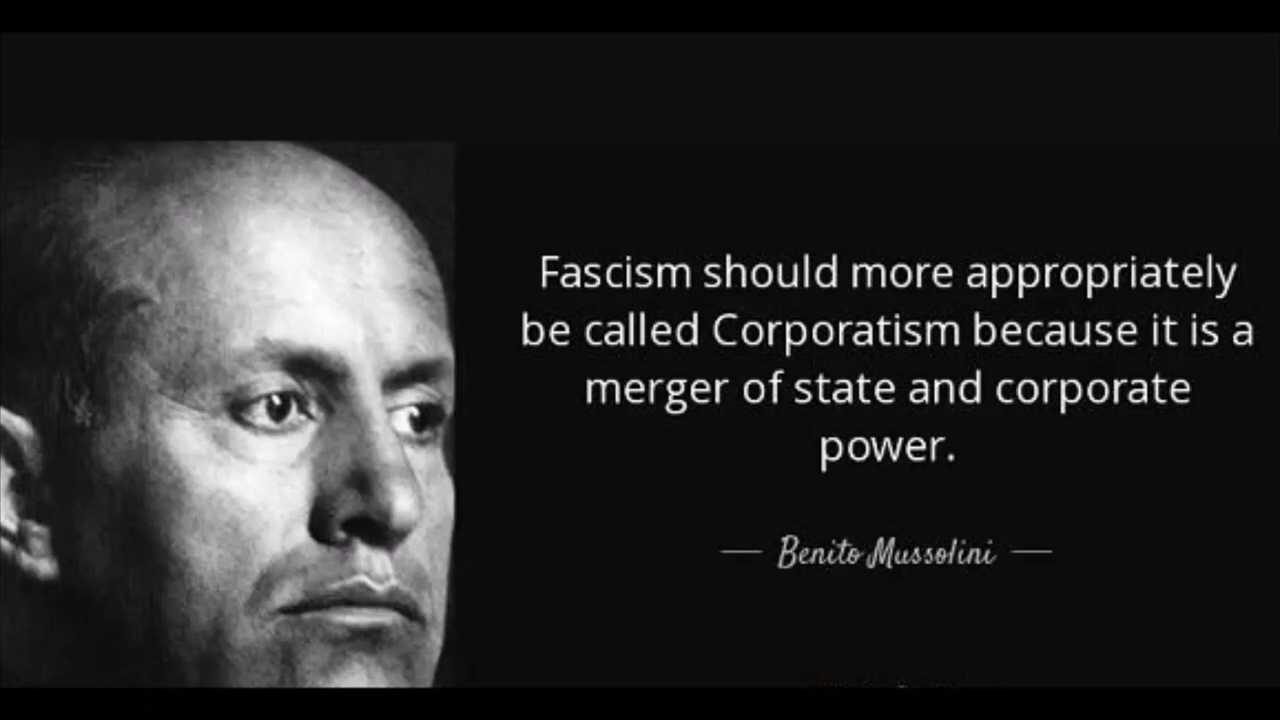 Fascism should more appropriately
be called Corporatism because it is a
merger of state and corporate
power.
— Benito Mussolini —